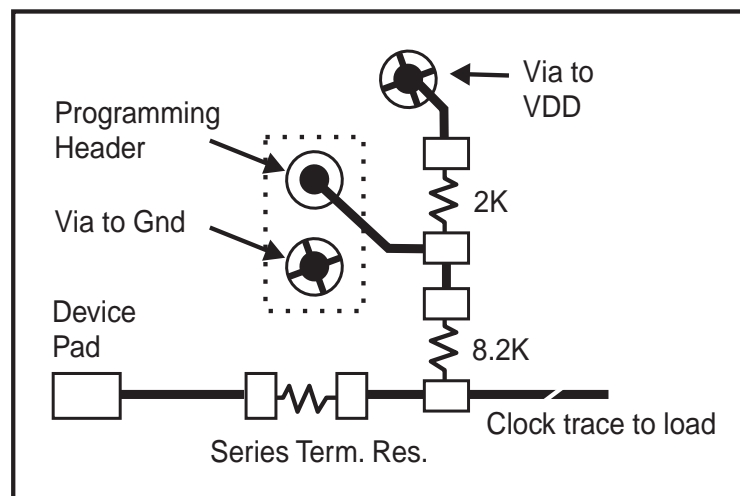 Via to
VDD
Programming
Header
2K
Via to Gnd
Device
Pad
8.2K
Clock trace to load
Series Term. Res.